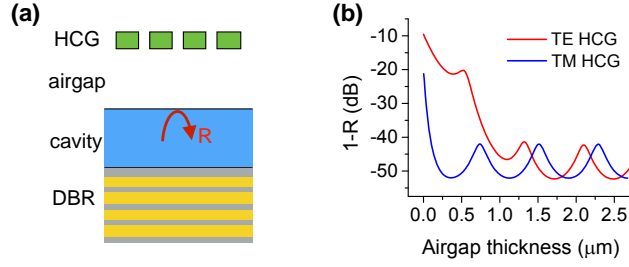 (a)
HCG
airgap
cavity
R
DBR
(b)
TE HCG
TM HCG
1-R (dB)
-10
-20
-30
-40
-50
0.0 0.5 1.0 1.5 2.0 2.5
Airgap thickness (μm)